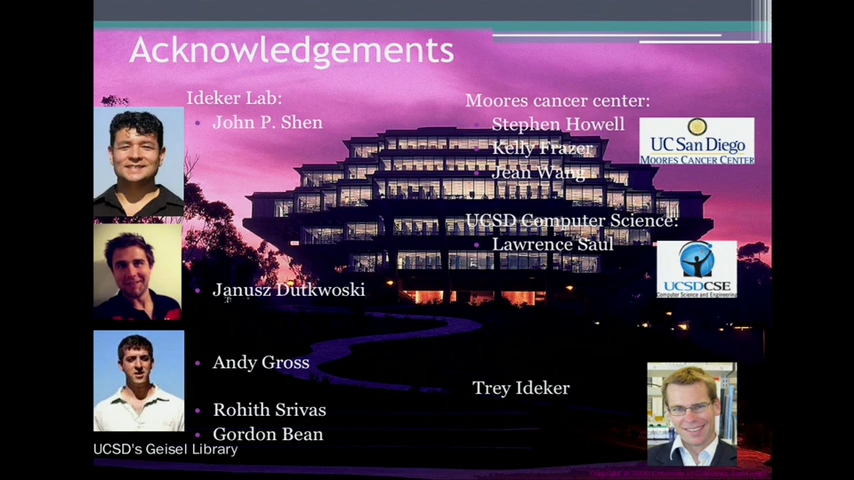 Acknowledgements
Ideker Lab:
• John P. Shen
• Janusz Dutkwoski
• Andy Gross
• Rohith Srivas
• Gordon Bean
UCSD's Geisel Library
Moores cancer center:
• Stephen Howell
• Kelly Frazer
• Jean Wang
UC San Diego
MOORES CANCER CENTER
UCSD Computer Science:
• Lawrence Saul
UCSDCSE
Computer Science and Engineering
Trey Ideker